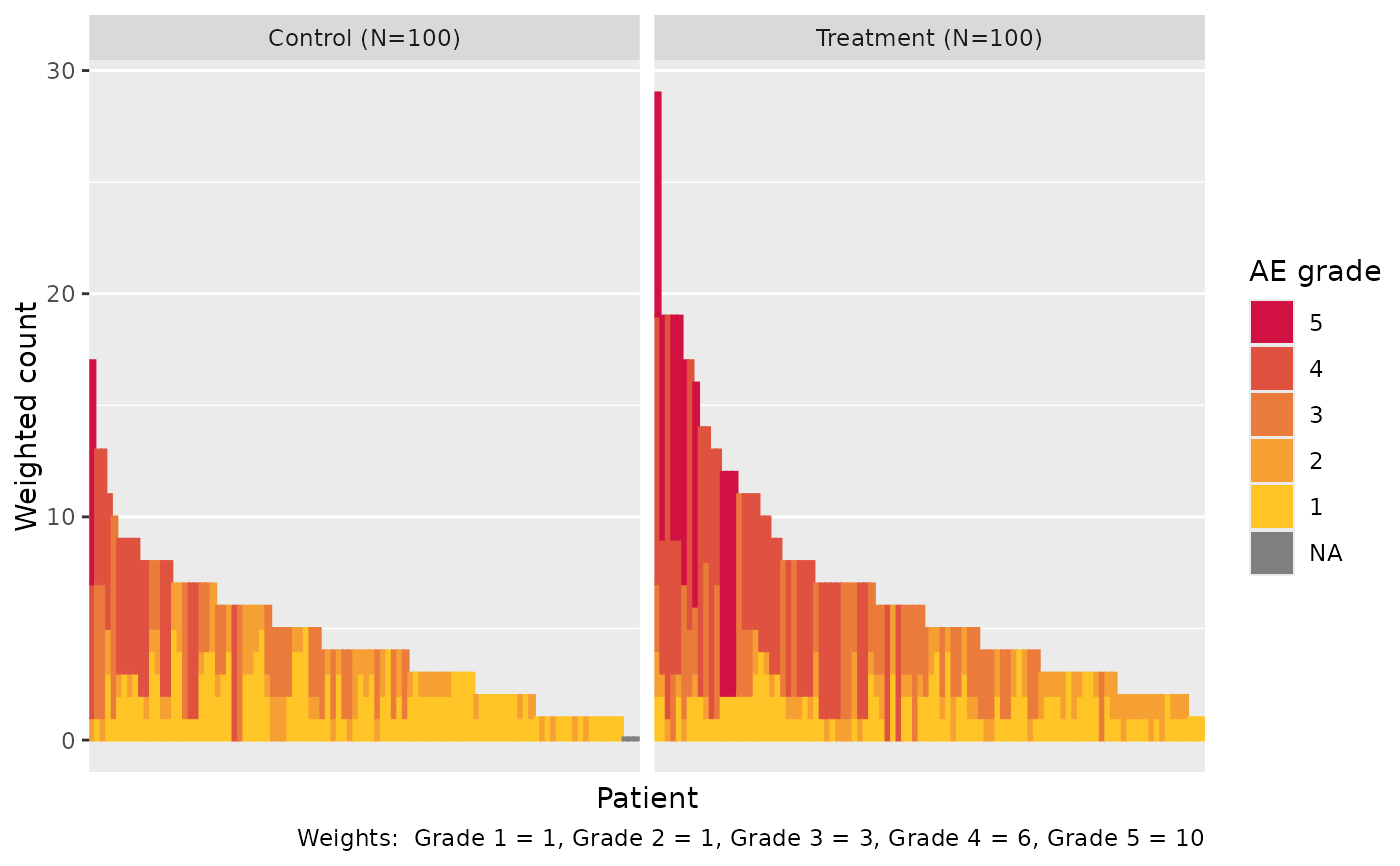 Control (N=100)
Treatment (N=100)
30
20
10
0
Weighted count
Patient
AE grade
5
4
3
2
1
NA
Weights:  Grade 1 = 1, Grade 2 = 1, Grade 3 = 3, Grade 4 = 6, Grade 5 = 10